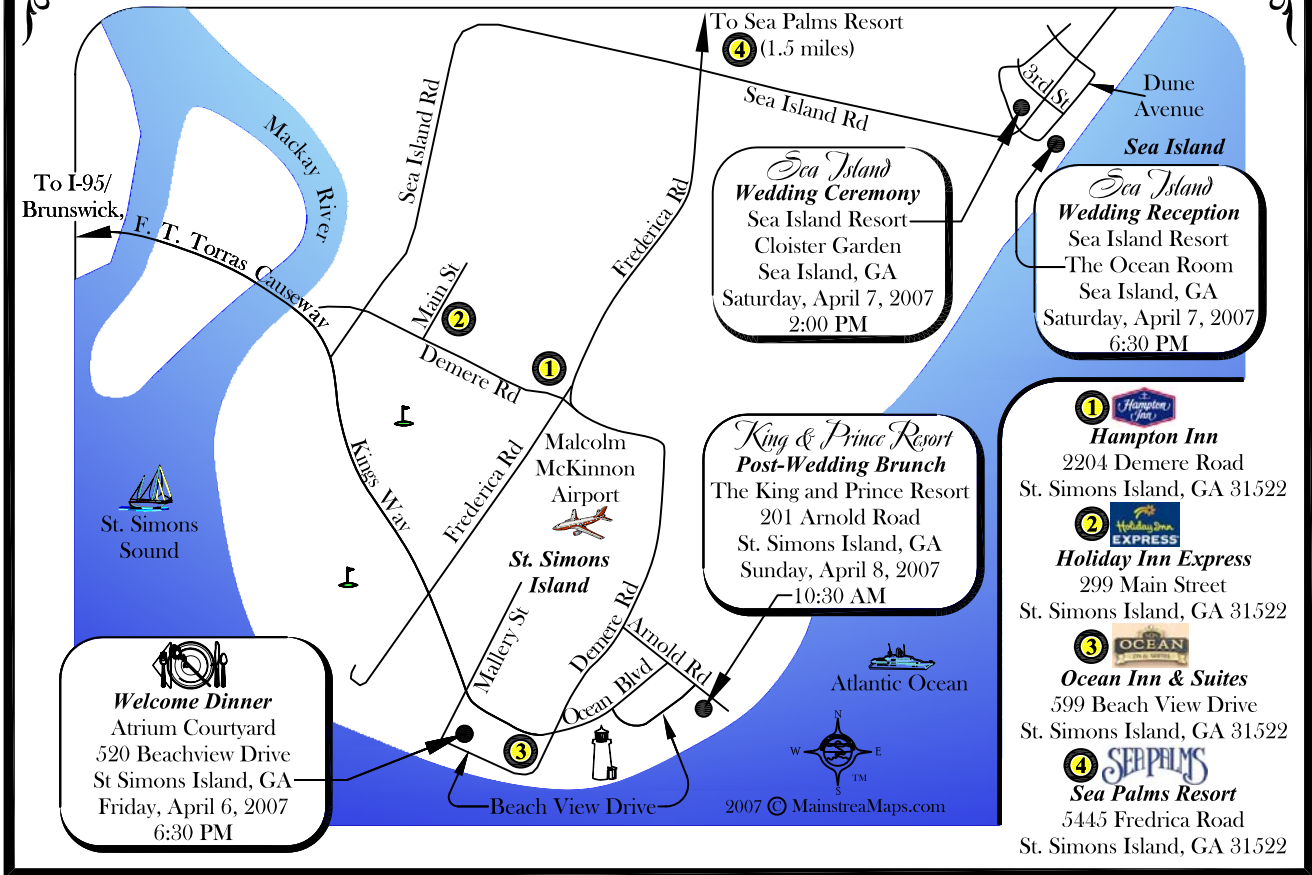 To Sea Palms Resort
4 (1.5 miles)
Sea Island Rd
Sea Island Rd
3rd St
Dune
Avenue
Sea Island
Mackay River
To I-95/
Brunswick,
F. T. Torras Causeway
Frederica Rd
Main St
2
1
Demere Rd
Sea Island
Wedding Ceremony
Sea Island Resort
Cloister Garden
Sea Island, GA
Saturday, April 7, 2007
2:00 PM
Sea Island
Wedding Reception
Sea Island Resort
The Ocean Room
Sea Island, GA
Saturday, April 7, 2007
6:30 PM
Kings Way
Frederica Rd
Malcolm
McKinnon
Airport
St. Simons
Island
St. Simons
Sound
King & Prince Resort
Post-Wedding Brunch
The King and Prince Resort
201 Arnold Road
St. Simons Island, GA
Sunday, April 8, 2007
10:30 AM
Mallery St
Demere Rd
Arnold Rd
Ocean Blvd
3
Beach View Drive
Atlantic Ocean
N
W E
S
TM
2007 © MainstreaMaps.com
Welcome Dinner
Atrium Courtyard
520 Beachview Drive
St Simons Island, GA
Friday, April 6, 2007
6:30 PM
1 Hampton Inn
Hampton Inn
2204 Demere Road
St. Simons Island, GA 31522
2 Holiday Inn
EXPRESS
Holiday Inn Express
299 Main Street
St. Simons Island, GA 31522
3 OCEAN
Ocean Inn & Suites
599 Beach View Drive
St. Simons Island, GA 31522
4 SEA PALMS
Sea Palms Resort
5445 Fredrica Road
St. Simons Island, GA 31522